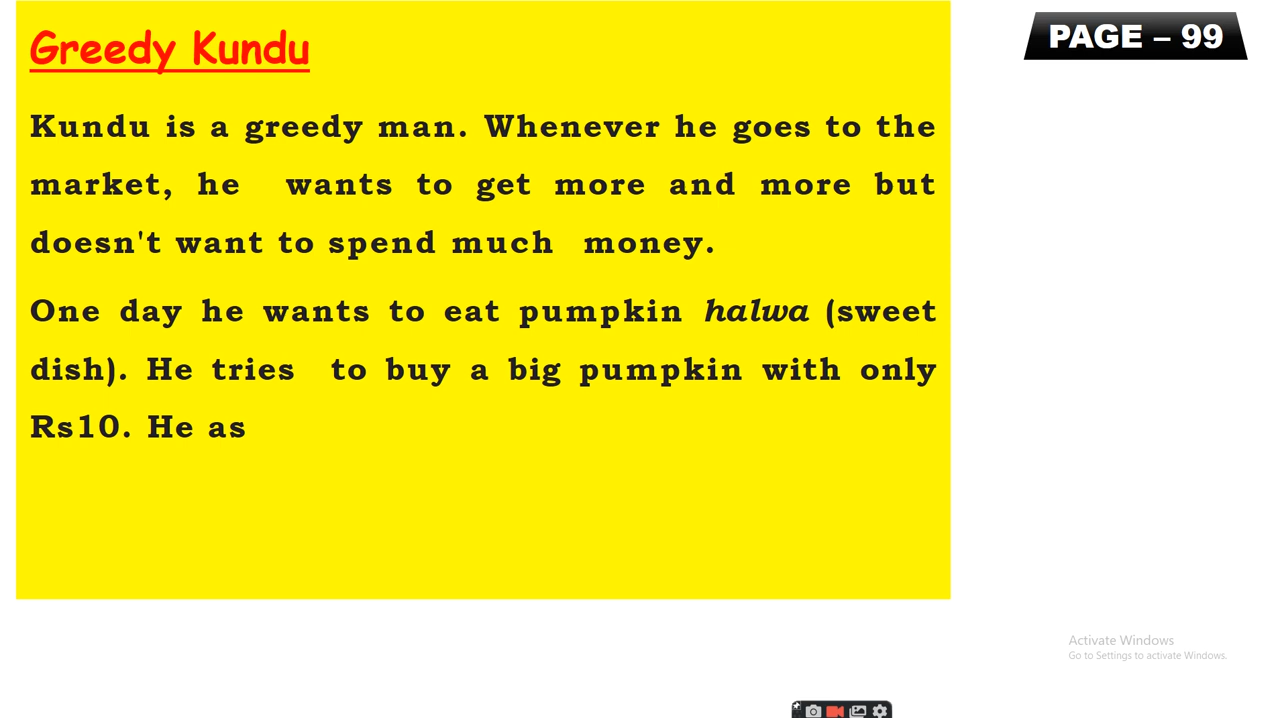 Greedy Kundu
PAGE – 99
Kundu is a greedy man. Whenever he goes to the
market, he wants to get more and more but
doesn't want to spend much money.
One day he wants to eat pumpkin halwa (sweet
dish). He tries to buy a big pumpkin with only
Rs10. He as
Activate Windows
Go to Settings to activate Windows.